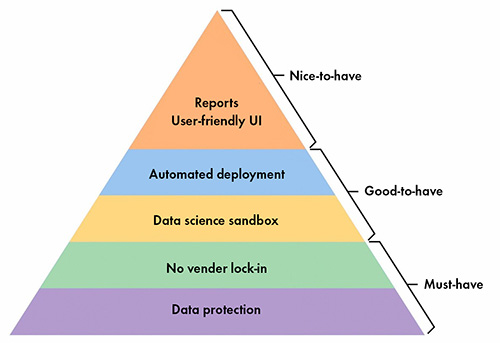 Nice-to-have
Reports
User-friendly UI
Automated deployment
Good-to-have
Data science sandbox
No vender lock-in
Must-have
Data protection